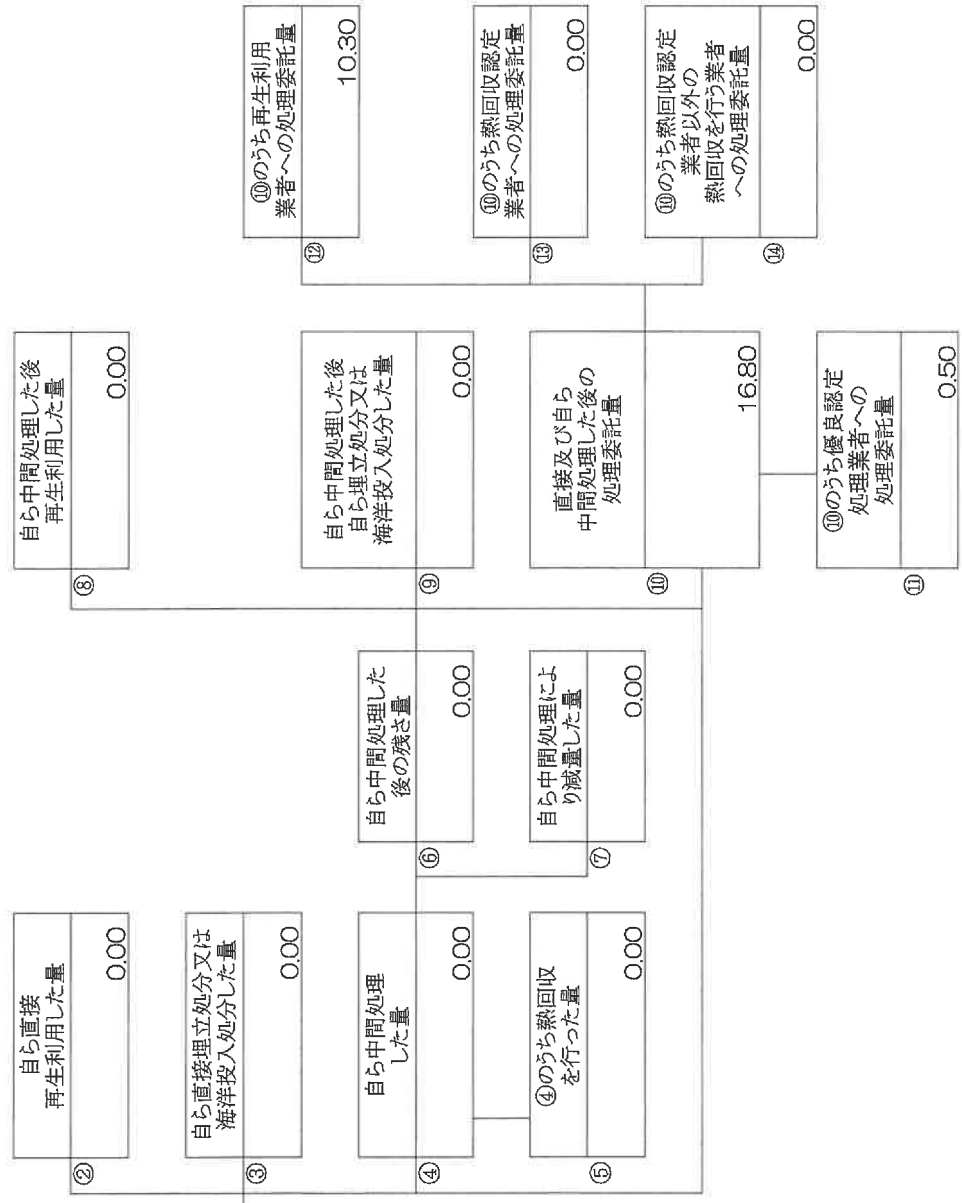 ②
自ら直接
再生利用した量
0.00
③
自ら直接埋立処分又は
海洋投入処分した量
0.00
④
自ら中間処理
した量
0.00
⑤
④のうち熱回収
を行った量
0.00
⑥
自ら中間処理した
後の残さ量
0.00
⑦
自ら中間処理によ
り減量した量
0.00
⑧
自ら中間処理した後
再生利用した量
0.00
⑨
自ら中間処理した後
自ら埋立処分又は
海洋投入処分した量
0.00
⑩
直接及び自ら
中間処理した後の
処理委託量
16.80
⑪
⑩のうち優良認定
処理業者への
処理委託量
0.50
⑫
⑩のうち再生利用
業者への処理委託量
10.30
⑬
⑩のうち熱回収認定
業者への処理委託量
0.00
⑭
⑩のうち熱回収認定
業者以外の
熱回収を行う業者
への処理委託量
0.00